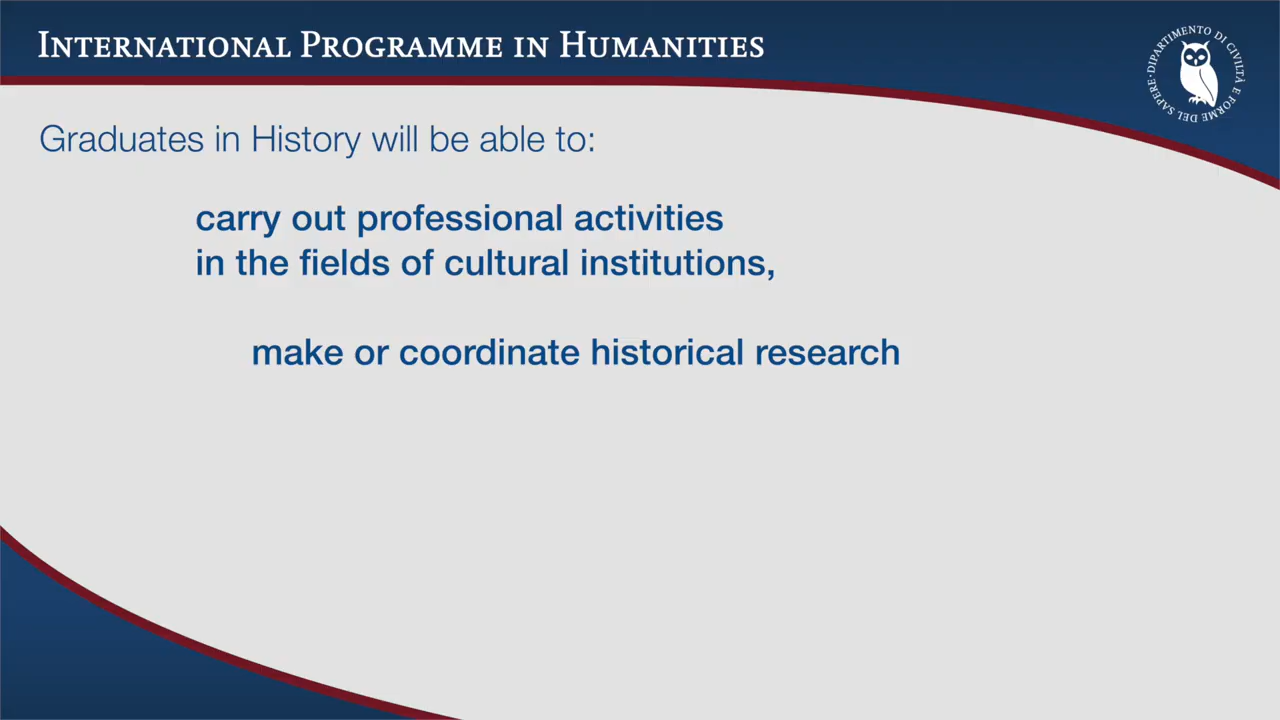 INTERNATIONAL PROGRAMME IN HUMANITIES
DIPARTIMENTO DI CIVILTÀ E FORME DEL SAPERE ·
Graduates in History will be able to:
carry out professional activities
in the fields of cultural institutions,
make or coordinate historical research